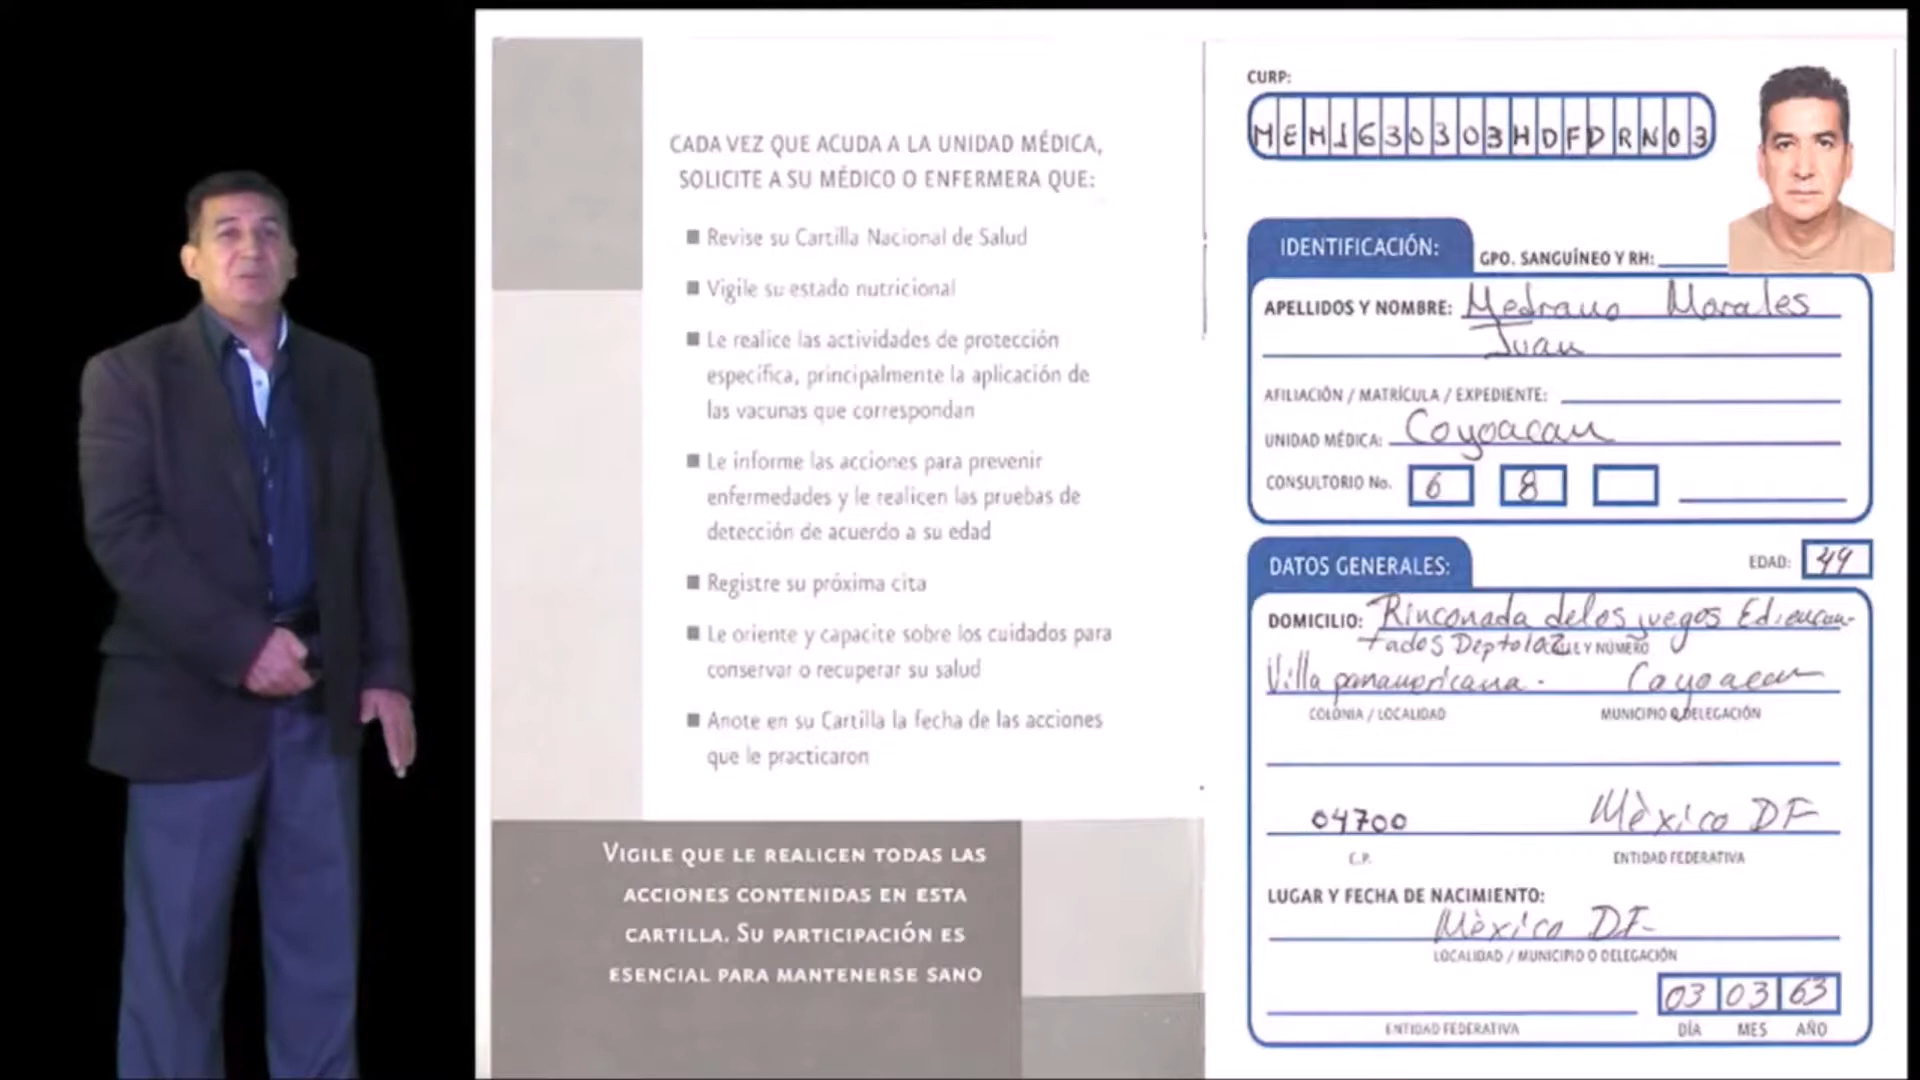 CADA VEZ QUE ACUDA A LA UNIDAD MÉDICA,
SOLICITE A SU MÉDICO O ENFERMERA QUE:
Revise su Cartilla Nacional de Salud
Vigile su estado nutricional
Le realice las actividades de protección
específica, principalmente la aplicación de
las vacunas que correspondan
Le informe las acciones para prevenir
enfermedades y le realicen las pruebas de
detección de acuerdo a su edad
Registre su próxima cita
Le oriente y capacite sobre los cuidados para
conservar o recuperar su salud
Anote en su Cartilla la fecha de las acciones
que le practicaron
VIGILE QUE LE REALICEN TODAS LAS
ACCIONES CONTENIDAS EN ESTA
CARTILLA. SU PARTICIPACIÓN ES
ESENCIAL PARA MANTENERSE SANO
CURP:
MEM1630303HDFDRN03
IDENTIFICACIÓN:
GPO. SANGUÍNEO Y RH:
APELLIDOS Y NOMBRE: Medrano Morales
Juan
AFILIACIÓN / MATRÍCULA / EXPEDIENTE:
UNIDAD MÉDICA: Coyoacan
CONSULTORIO No. 6 8
DATOS GENERALES:
EDAD: 49
DOMICILIO: Rinconada de los juegos
Y NÚMERO
Villa panamericana. Coyoacan
COLONIA / LOCALIDAD MUNICIPIO O DELEGACIÓN
04700 Mèxico DF
C.P. ENTIDAD FEDERATIVA
LUGAR Y FECHA DE NACIMIENTO:
Mèxico DF
LOCALIDAD / MUNICIPIO O DELEGACIÓN
03 03 63
ENTIDAD FEDERATIVA DÍA MES AÑO